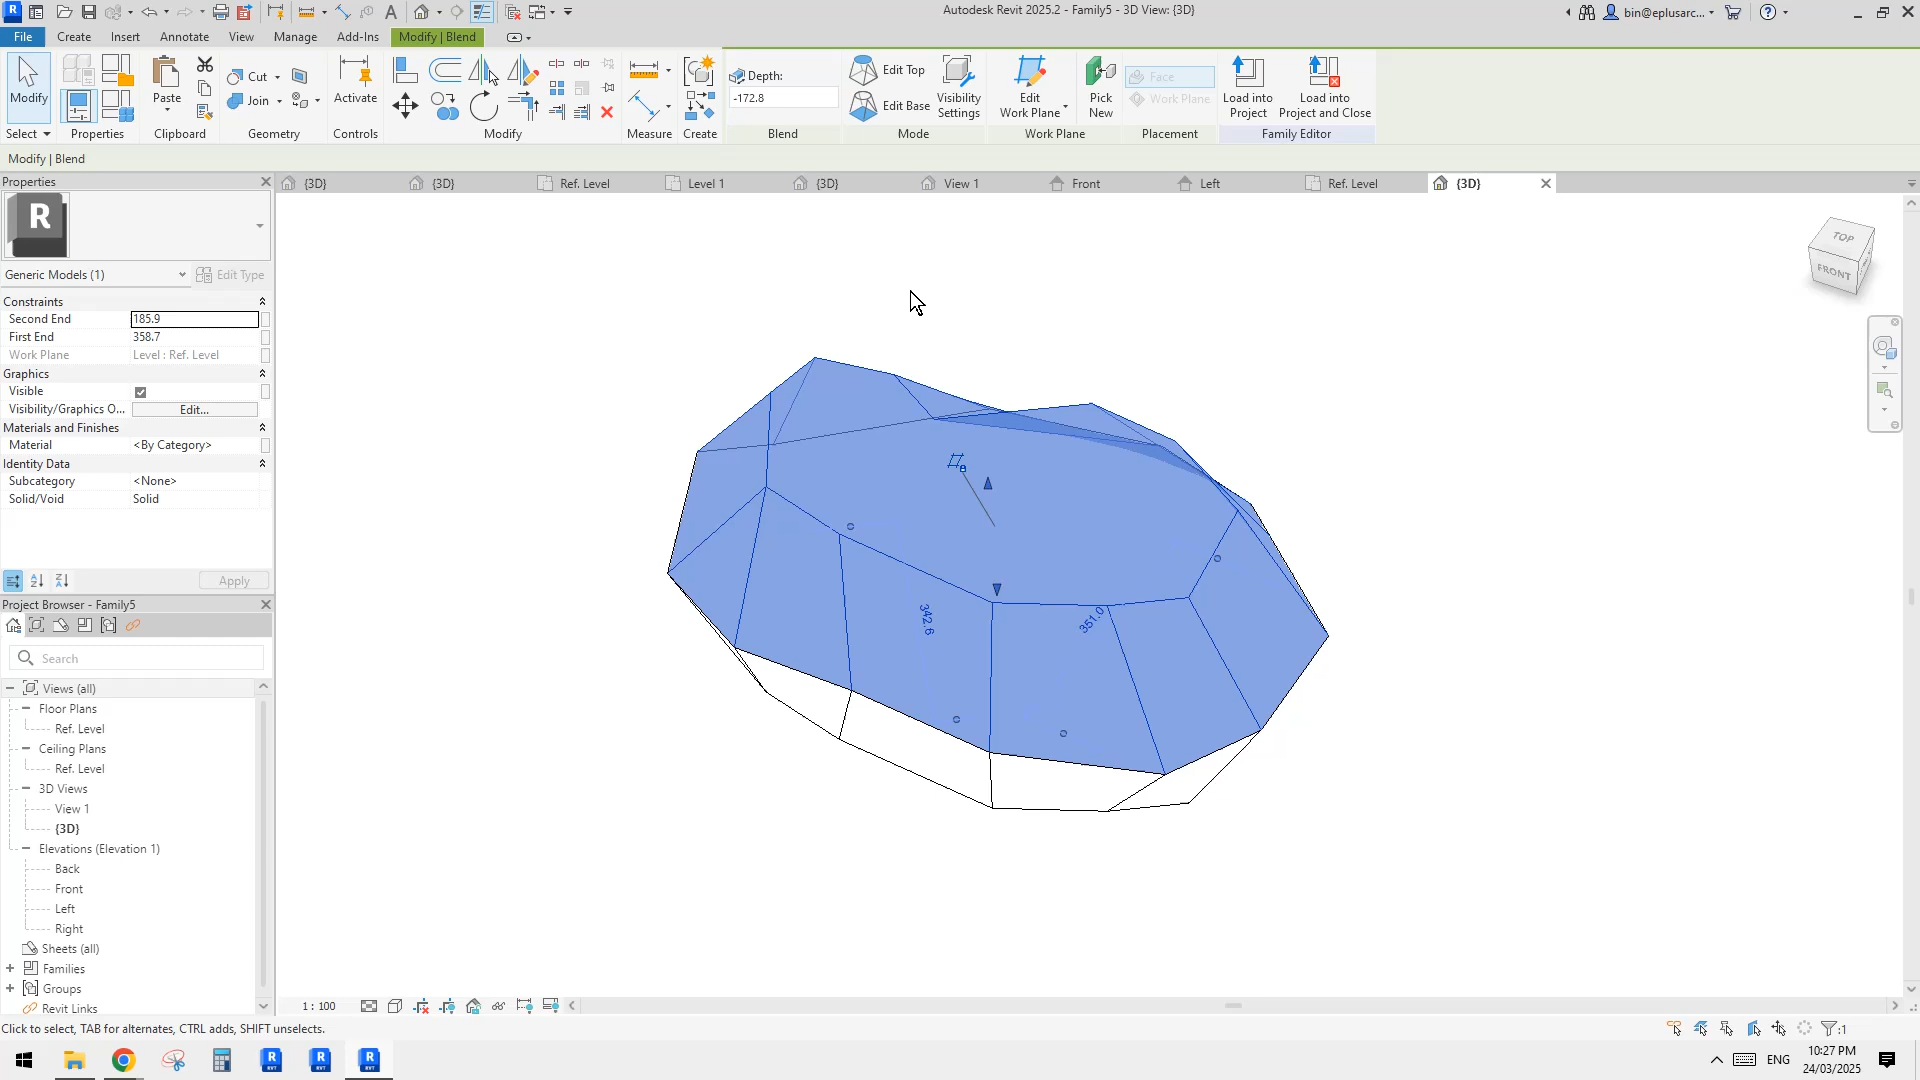 Autodesk Revit 2025.2 - Family5 - 3D View: {3D}
bin@eplusarc...
File
Create
Insert
Annotate
View
Manage
Add-Ins
Modify | Blend
Modify
Paste
Cut
Join
Activate
Depth:
-172.8
Edit Top
Edit Base
Visibility
Settings
Edit
Work Plane
Pick
New
Face
Work Plane
Load into
Project
Load into
Project and Close
Select
Properties
Clipboard
Geometry
Controls
Modify
Measure
Create
Blend
Mode
Work Plane
Placement
Family Editor
Modify | Blend
Properties
{3D}
{3D}
Ref. Level
Level 1
{3D}
View 1
Front
Left
Ref. Level
{3D}
R
Generic Models (1)
Edit Type
Constraints
Second End 185.9
First End 358.7
Work Plane Level : Ref. Level
Graphics
Visible
Visibility/Graphics O... Edit...
Materials and Finishes
Material <By Category>
Identity Data
Subcategory <None>
Solid/Void Solid
Apply
Project Browser - Family5
Search
Views (all)
Floor Plans
Ref. Level
Ceiling Plans
Ref. Level
3D Views
View 1
{3D}
Elevations (Elevation 1)
Back
Front
Left
Right
Sheets (all)
Families
Groups
Revit Links
TOP
FRONT
342.6
351.0
1 : 100
Click to select, TAB for alternates, CTRL adds, SHIFT unselects.
:1
ENG
10:27 PM
24/03/2025